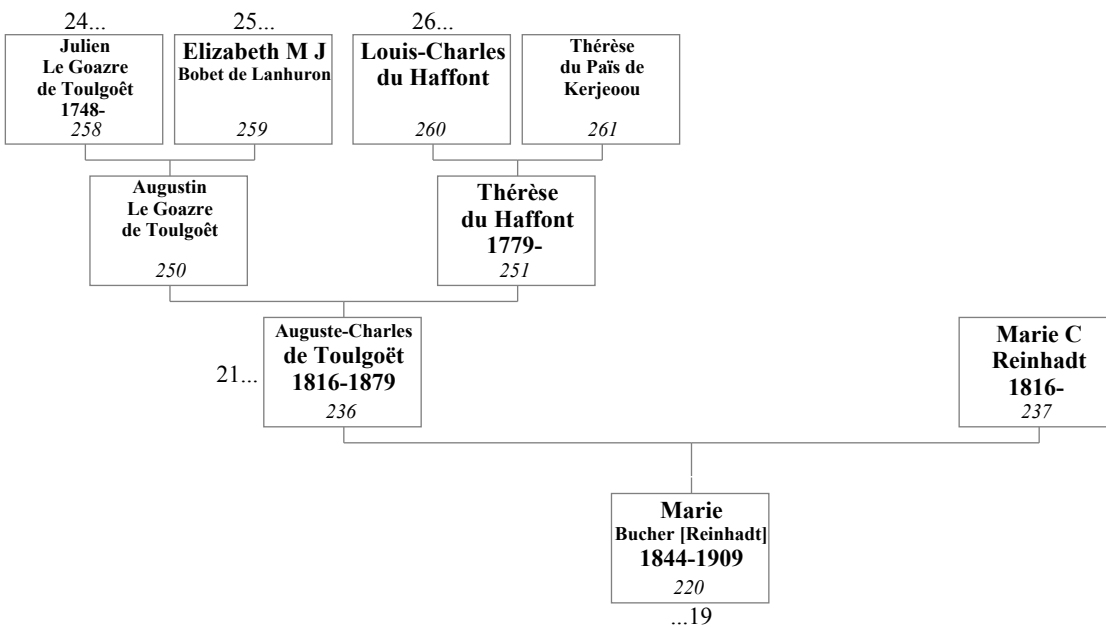 24...
25...
26...
Julien
Le Goazre
de Toulgoêt
1748-
258
Elizabeth M J
Bobet de Lanhuron
259
Louis-Charles
du Haffont
260
Thérèse
du Païs de
Kerjeoou
261
Augustin
Le Goazre
de Toulgoêt
250
Thérèse
du Haffont
1779-
251
21...
Auguste-Charles
de Toulgoët
1816-1879
236
Marie C
Reinhadt
1816-
237
Marie
Bucher [Reinhadt]
1844-1909
220
...19